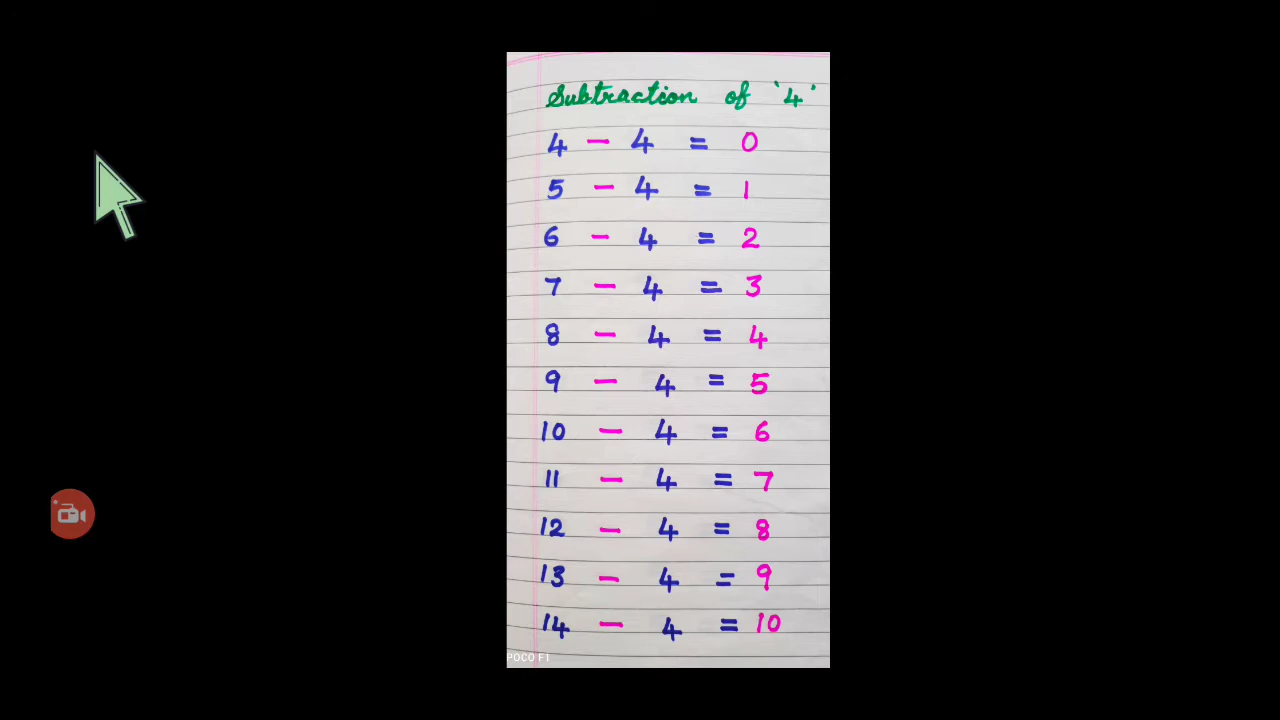 Subtraction of '4'
4 - 4 = 0
5 - 4 = 1
6 - 4 = 2
7 - 4 = 3
8 - 4 = 4
9 - 4 = 5
10 - 4 = 6
11 - 4 = 7
12 - 4 = 8
13 - 4 = 9
14 - 4 = 10
POCO F1